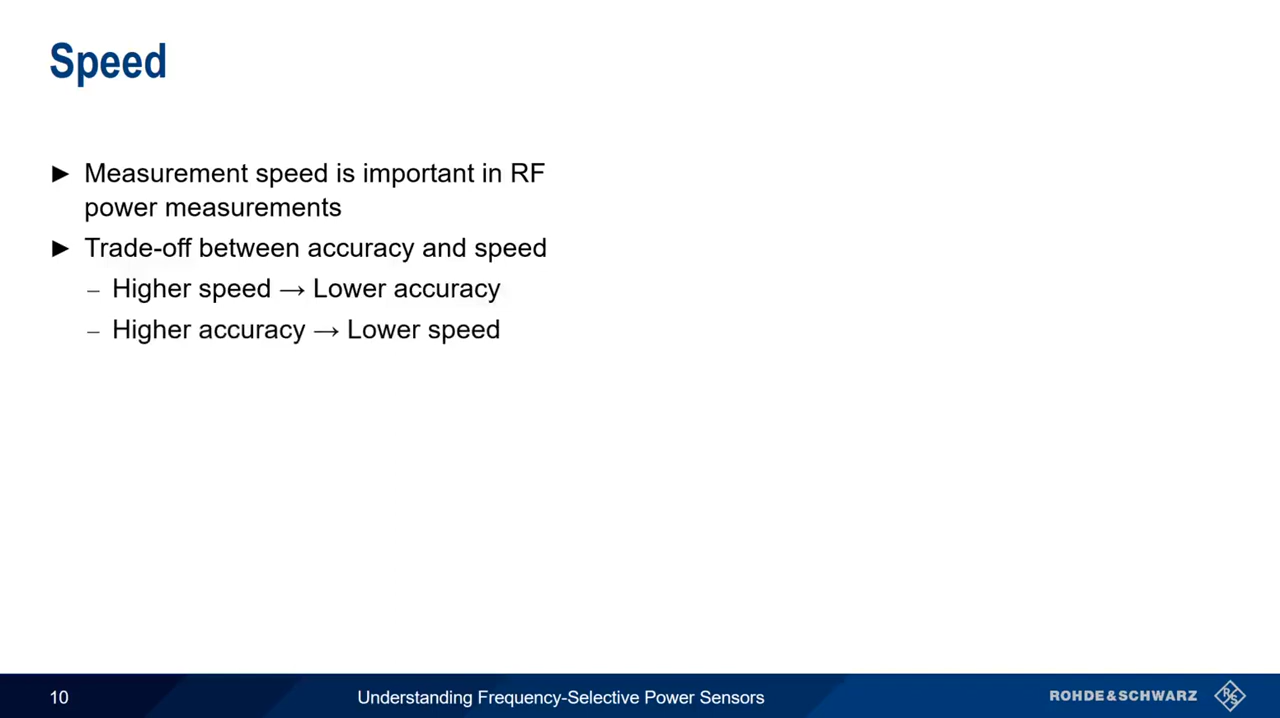 Speed
► Measurement speed is important in RF
power measurements
► Trade-off between accuracy and speed
– Higher speed → Lower accuracy
– Higher accuracy → Lower speed
10
Understanding Frequency-Selective Power Sensors
ROHDE&SCHWARZ
R&S